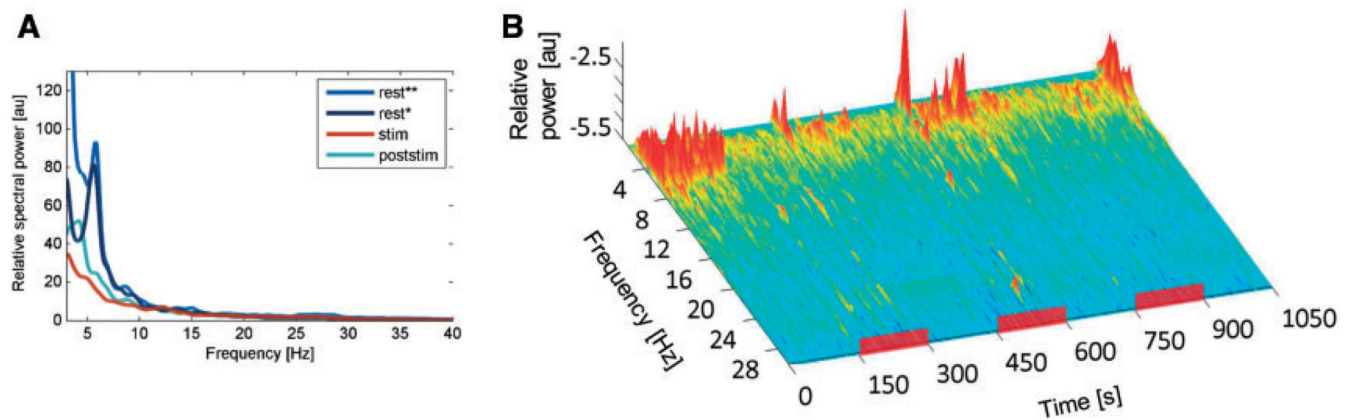 A
Relative spectral power [au]
120
100
80
60
40
20
0
5 10 15 20 25 30 35 40
Frequency [Hz]
rest**
rest*
stim
poststim
B
Relative
power [au]
-2.5
-5.5
4
8
12
16
20
24
28
Frequency [Hz]
0 150 300 450 600 750 900 1050
Time [s]